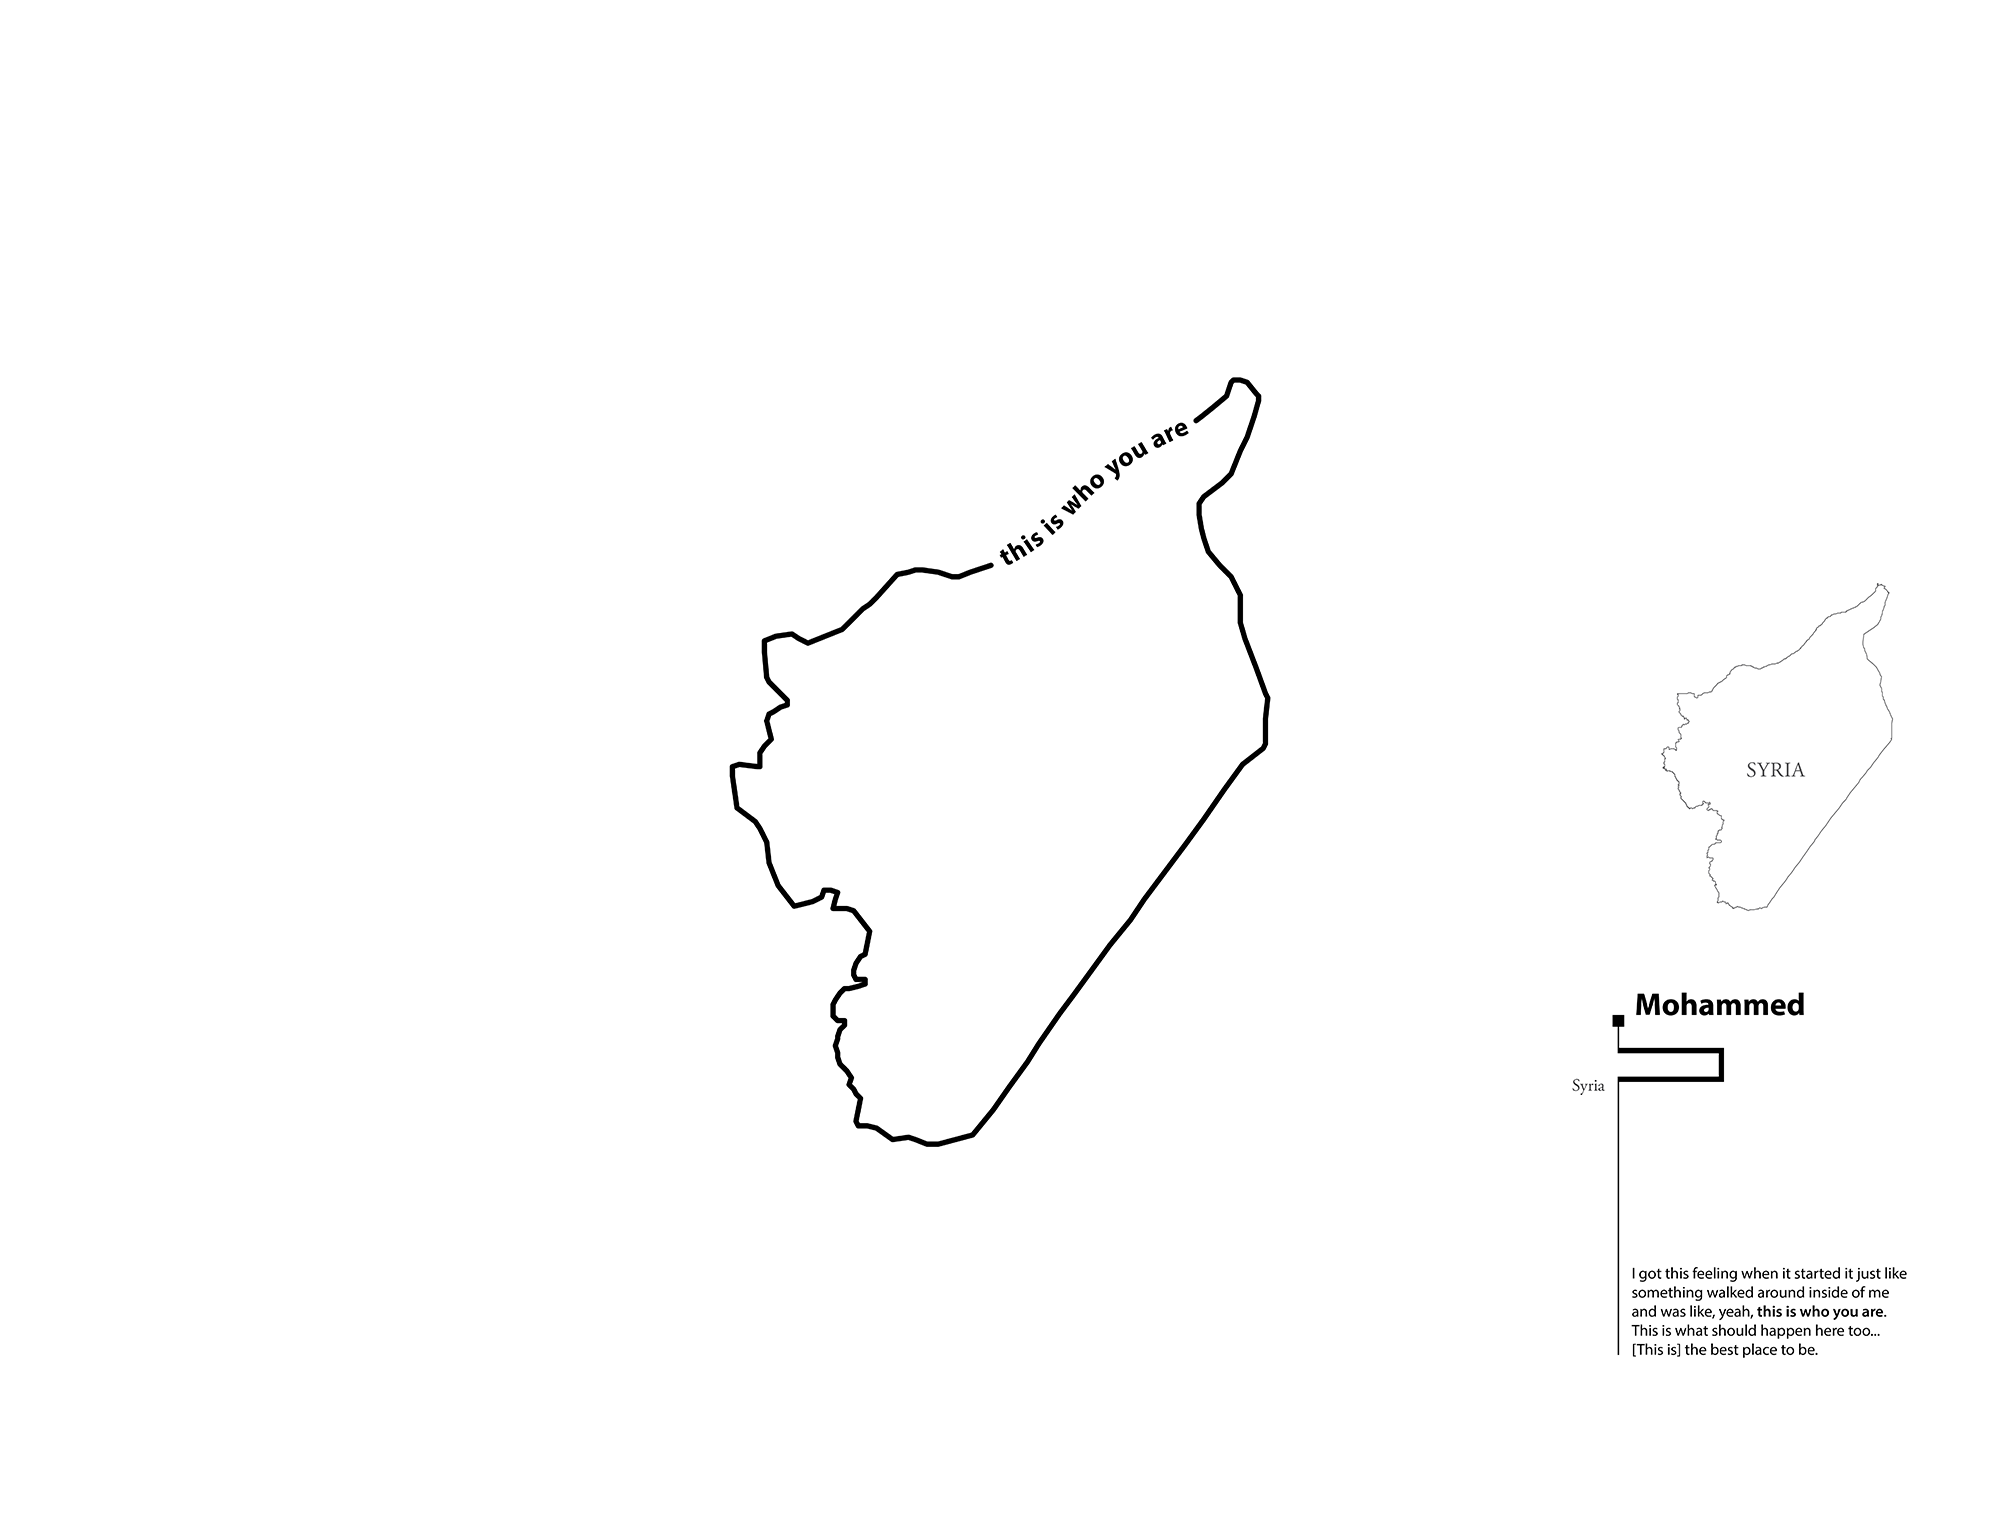 this is who you are
SYRIA
Mohammed
Syria
I got this feeling when it started it just like
something walked around inside of me
and was like, yeah, this is who you are.
This is what should happen here too...
[This is] the best place to be.